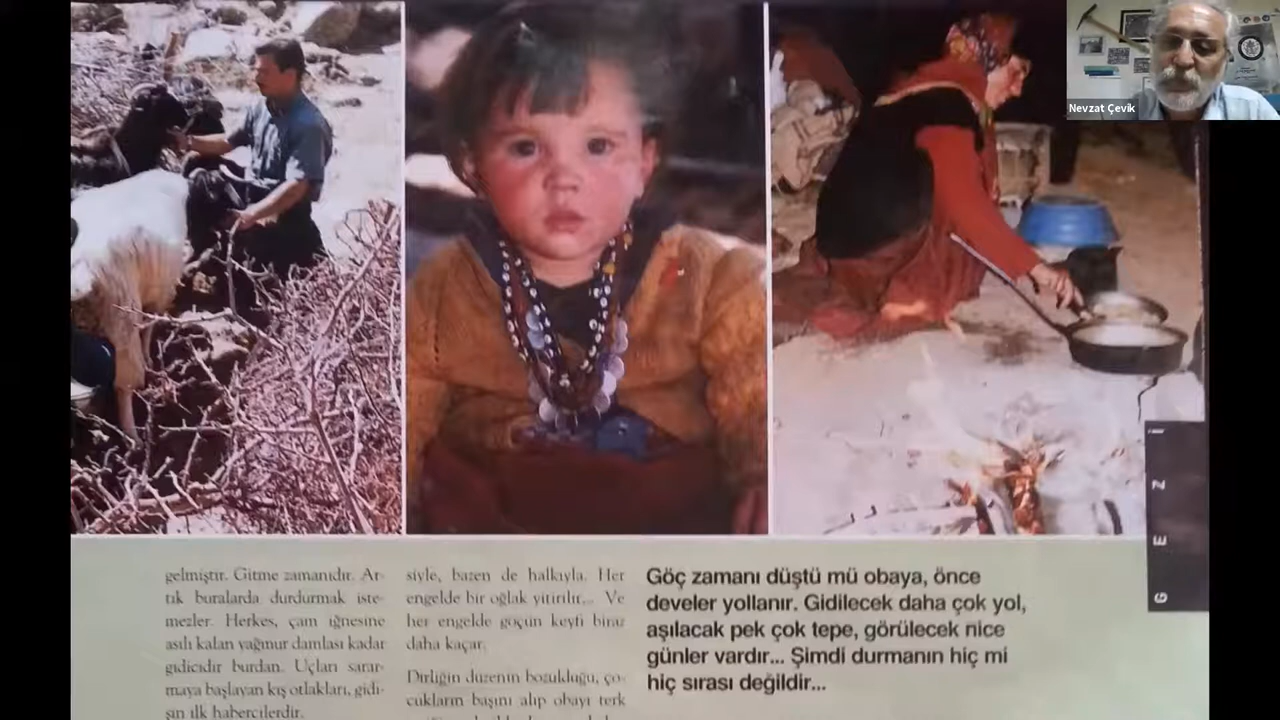 Nevzat Çevik
G E Z İ
gelmiştir. Gitme zamanıdır. Ar-
tık buralarda durdurmak iste-
mezler. Herkes, çam iğnesine
asılı kalan yağmur damlası kadar
gidicidir burdan. Uçları sarar-
maya başlayan kış otlakları, gidi-
şin ilk habercilerdir.
siyle, bazen de halkıyla. Her
engelde bir oğlak yitirilir... Ve
her engelde göçün keyfi biraz
daha kaçar.
Dirliğin düzenin bozukluğu, ço-
cukların başını alıp obayı terk
Göç zamanı düştü mü obaya, önce
develer yollanır. Gidilecek daha çok yol,
aşılacak pek çok tepe, görülecek nice
günler vardır... Şimdi durmanın hiç mi
hiç sırası değildir...